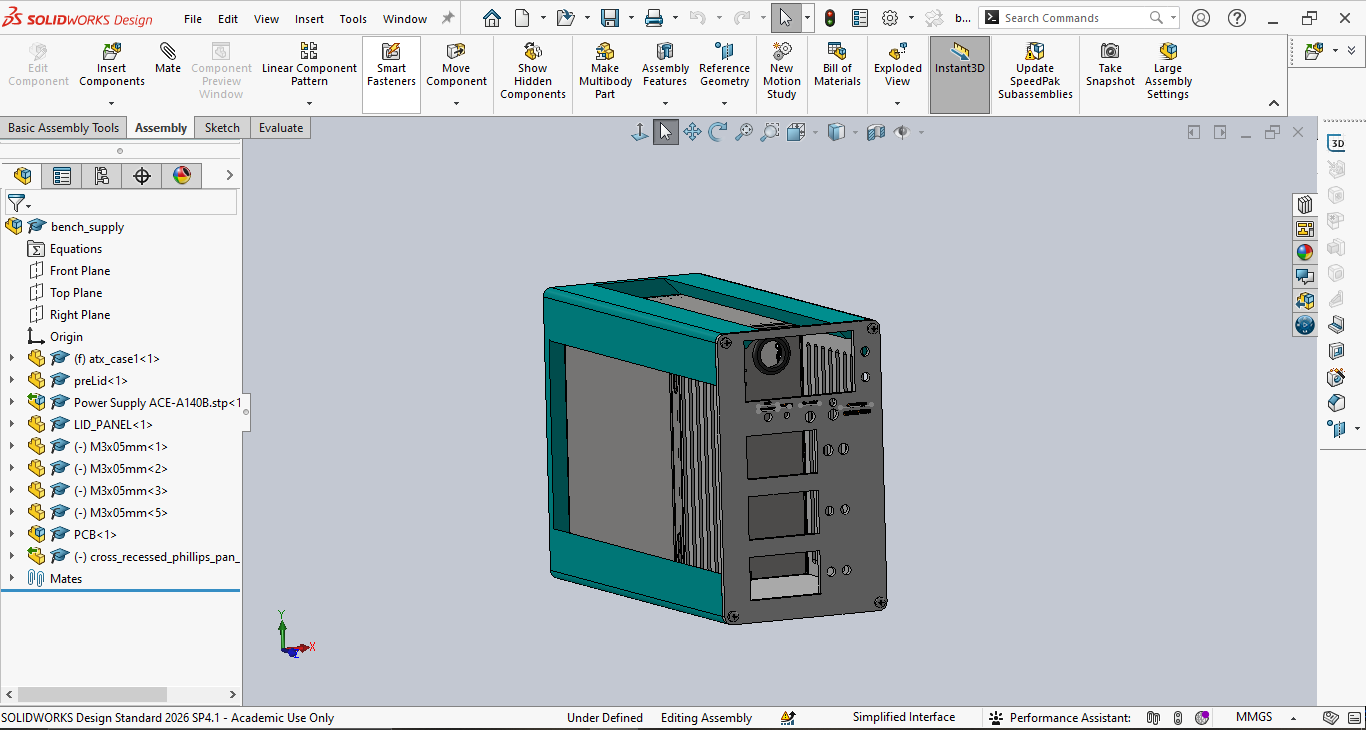 SOLIDWORKS Design
File Edit View Insert Tools Window
b...
Search Commands
Edit Component
Insert Components
Mate
Component Preview Window
Linear Component Pattern
Smart Fasteners
Move Component
Show Hidden Components
Make Multibody Part
Assembly Features
Reference Geometry
New Motion Study
Bill of Materials
Exploded View
Instant3D
Update SpeedPak Subassemblies
Take Snapshot
Large Assembly Settings
Basic Assembly Tools Assembly Sketch Evaluate
3D
bench_supply
Equations
Front Plane
Top Plane
Right Plane
Origin
(f) atx_case1<1>
preLid<1>
Power Supply ACE-A140B.stp<1
LID_PANEL<1>
(-) M3x05mm<1>
(-) M3x05mm<2>
(-) M3x05mm<3>
(-) M3x05mm<5>
PCB<1>
(-) cross_recessed_phillips_pan_
Mates
Y
X
Z
SOLIDWORKS Design Standard 2026 SP4.1 - Academic Use Only
Under Defined
Editing Assembly
Simplified Interface
Performance Assistant:
MMGS